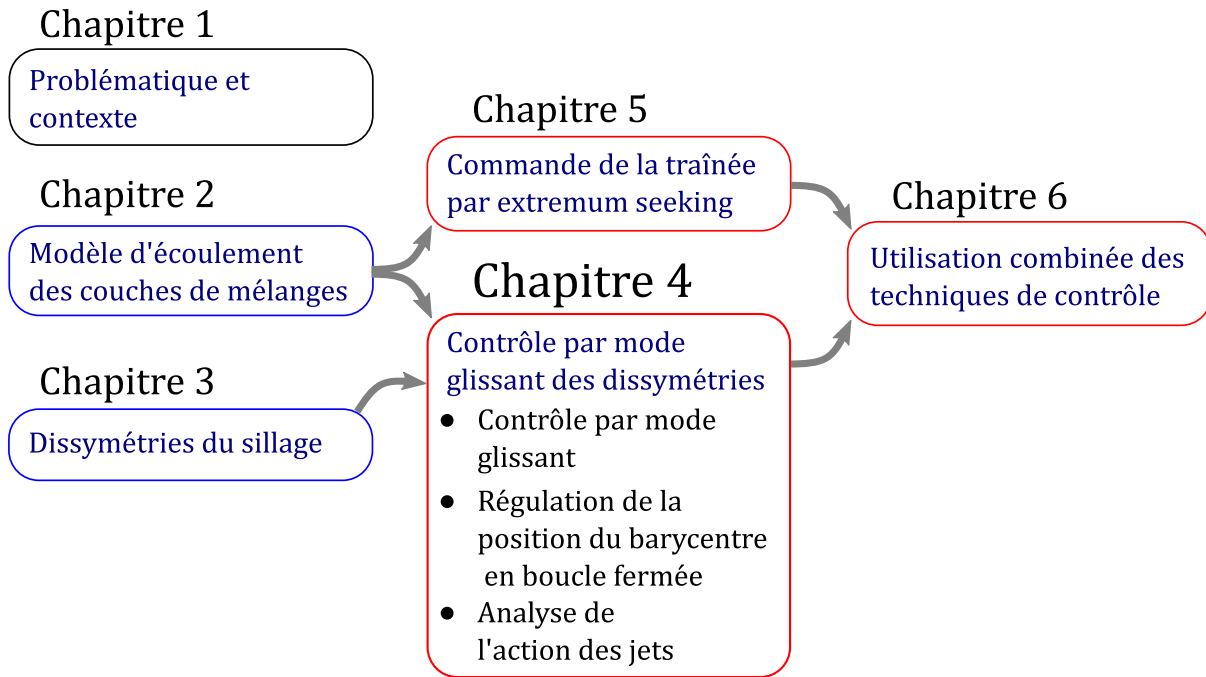 Chapitre 1
Problématique et
contexte
Chapitre 2
Modèle d'écoulement
des couches de mélanges
Chapitre 3
Dissymétries du sillage
Chapitre 5
Commande de la traînée
par extremum seeking
Chapitre 4
Contrôle par mode
glissant des dissymétries
● Contrôle par mode
glissant
● Régulation de la
position du barycentre
en boucle fermée
● Analyse de
l'action des jets
Chapitre 6
Utilisation combinée des
techniques de contrôle